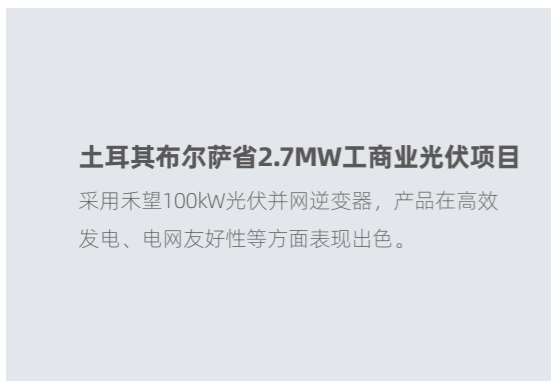 土耳其布尔萨省2.7MW工商业光伏项目
采用禾望100kW光伏并网逆变器，产品在高效
发电、电网友好性等方面表现出色。